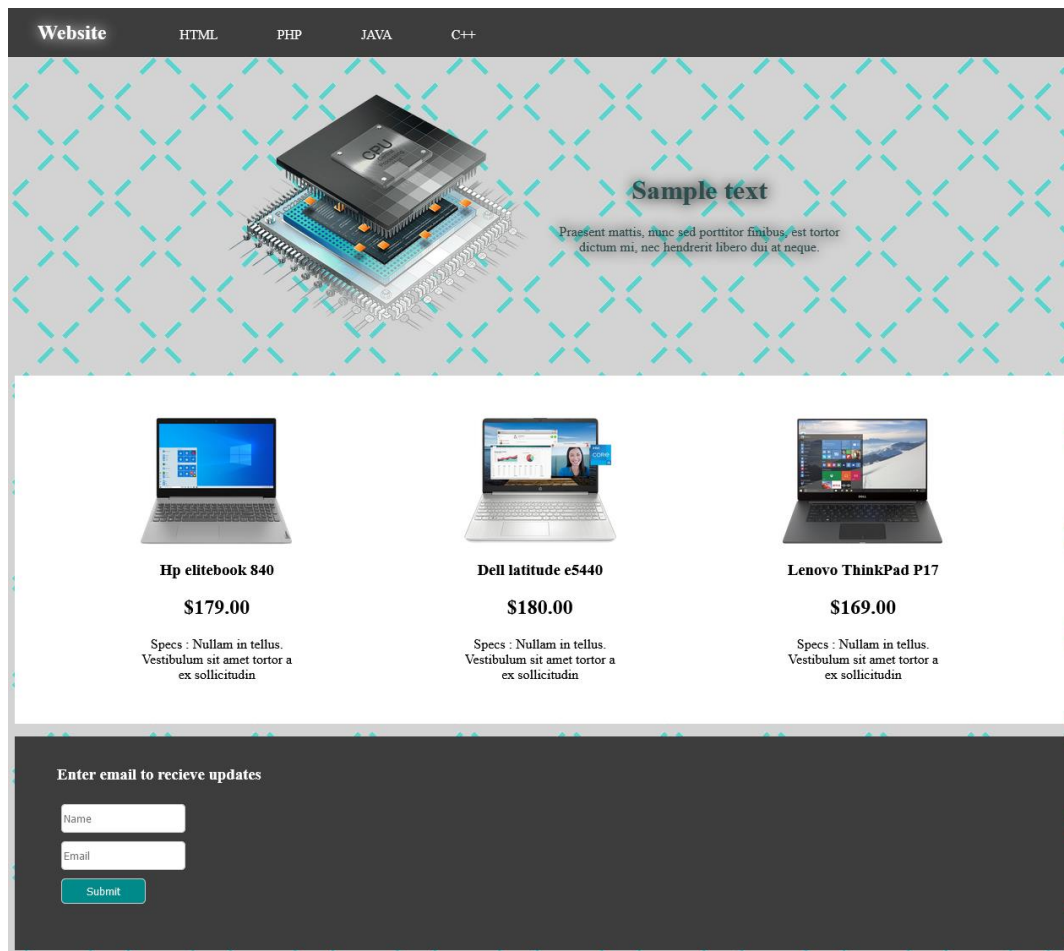 Website HTML PHP JAVA C++
CPU
Sample text
Praesent mattis, nunc sed porttitor finibus, est tortor
dictum mi, nec hendrerit libero dui at neque.
core
Hp elitebook 840
$179.00
Specs : Nullam in tellus.
Vestibulum sit amet tortor a
ex sollicitudin
Dell latitude e5440
$180.00
Specs : Nullam in tellus.
Vestibulum sit amet tortor a
ex sollicitudin
Lenovo ThinkPad P17
$169.00
Specs : Nullam in tellus.
Vestibulum sit amet tortor a
ex sollicitudin
Enter email to recieve updates
Name
Email
Submit